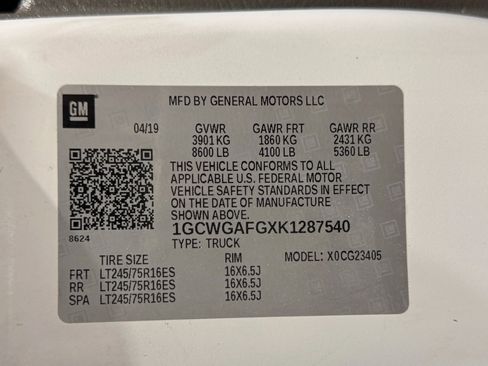 GM
MFD BY GENERAL MOTORS LLC
04/19 GVWR GAWR FRT GAWR RR
3901 KG 1860 KG 2431 KG
8600 LB 4100 LB 5360 LB
THIS VEHICLE CONFORMS TO ALL
APPLICABLE U.S. FEDERAL MOTOR
VEHICLE SAFETY STANDARDS IN EFFECT
ON THE DATE OF MANUFACTURE
SHOWN ABOVE.
1GCWGAFGXK1287540
8624
TYPE: TRUCK
TIRE SIZE RIM MODEL: X0CG23405
FRT LT245/75R16ES 16X6.5J
RR LT245/75R16ES 16X6.5J
SPA LT245/75R16ES 16X6.5J